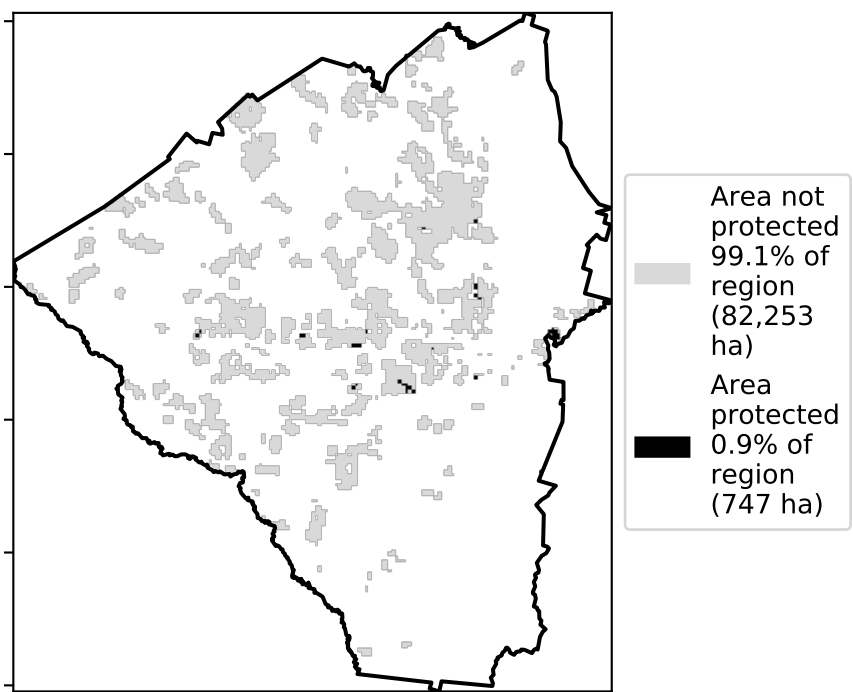 Area not
protected
99.1% of
region
(82,253
ha)
Area
protected
0.9% of
region
(747 ha)